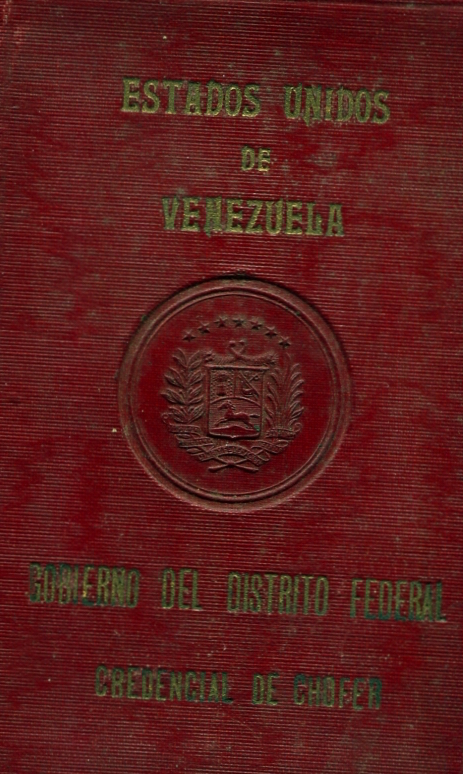 ESTADOS UNIDOS
DE
VENEZUELA
GOBIERNO DEL DISTRITO FEDERAL
CREDENCIAL DE CHOFER